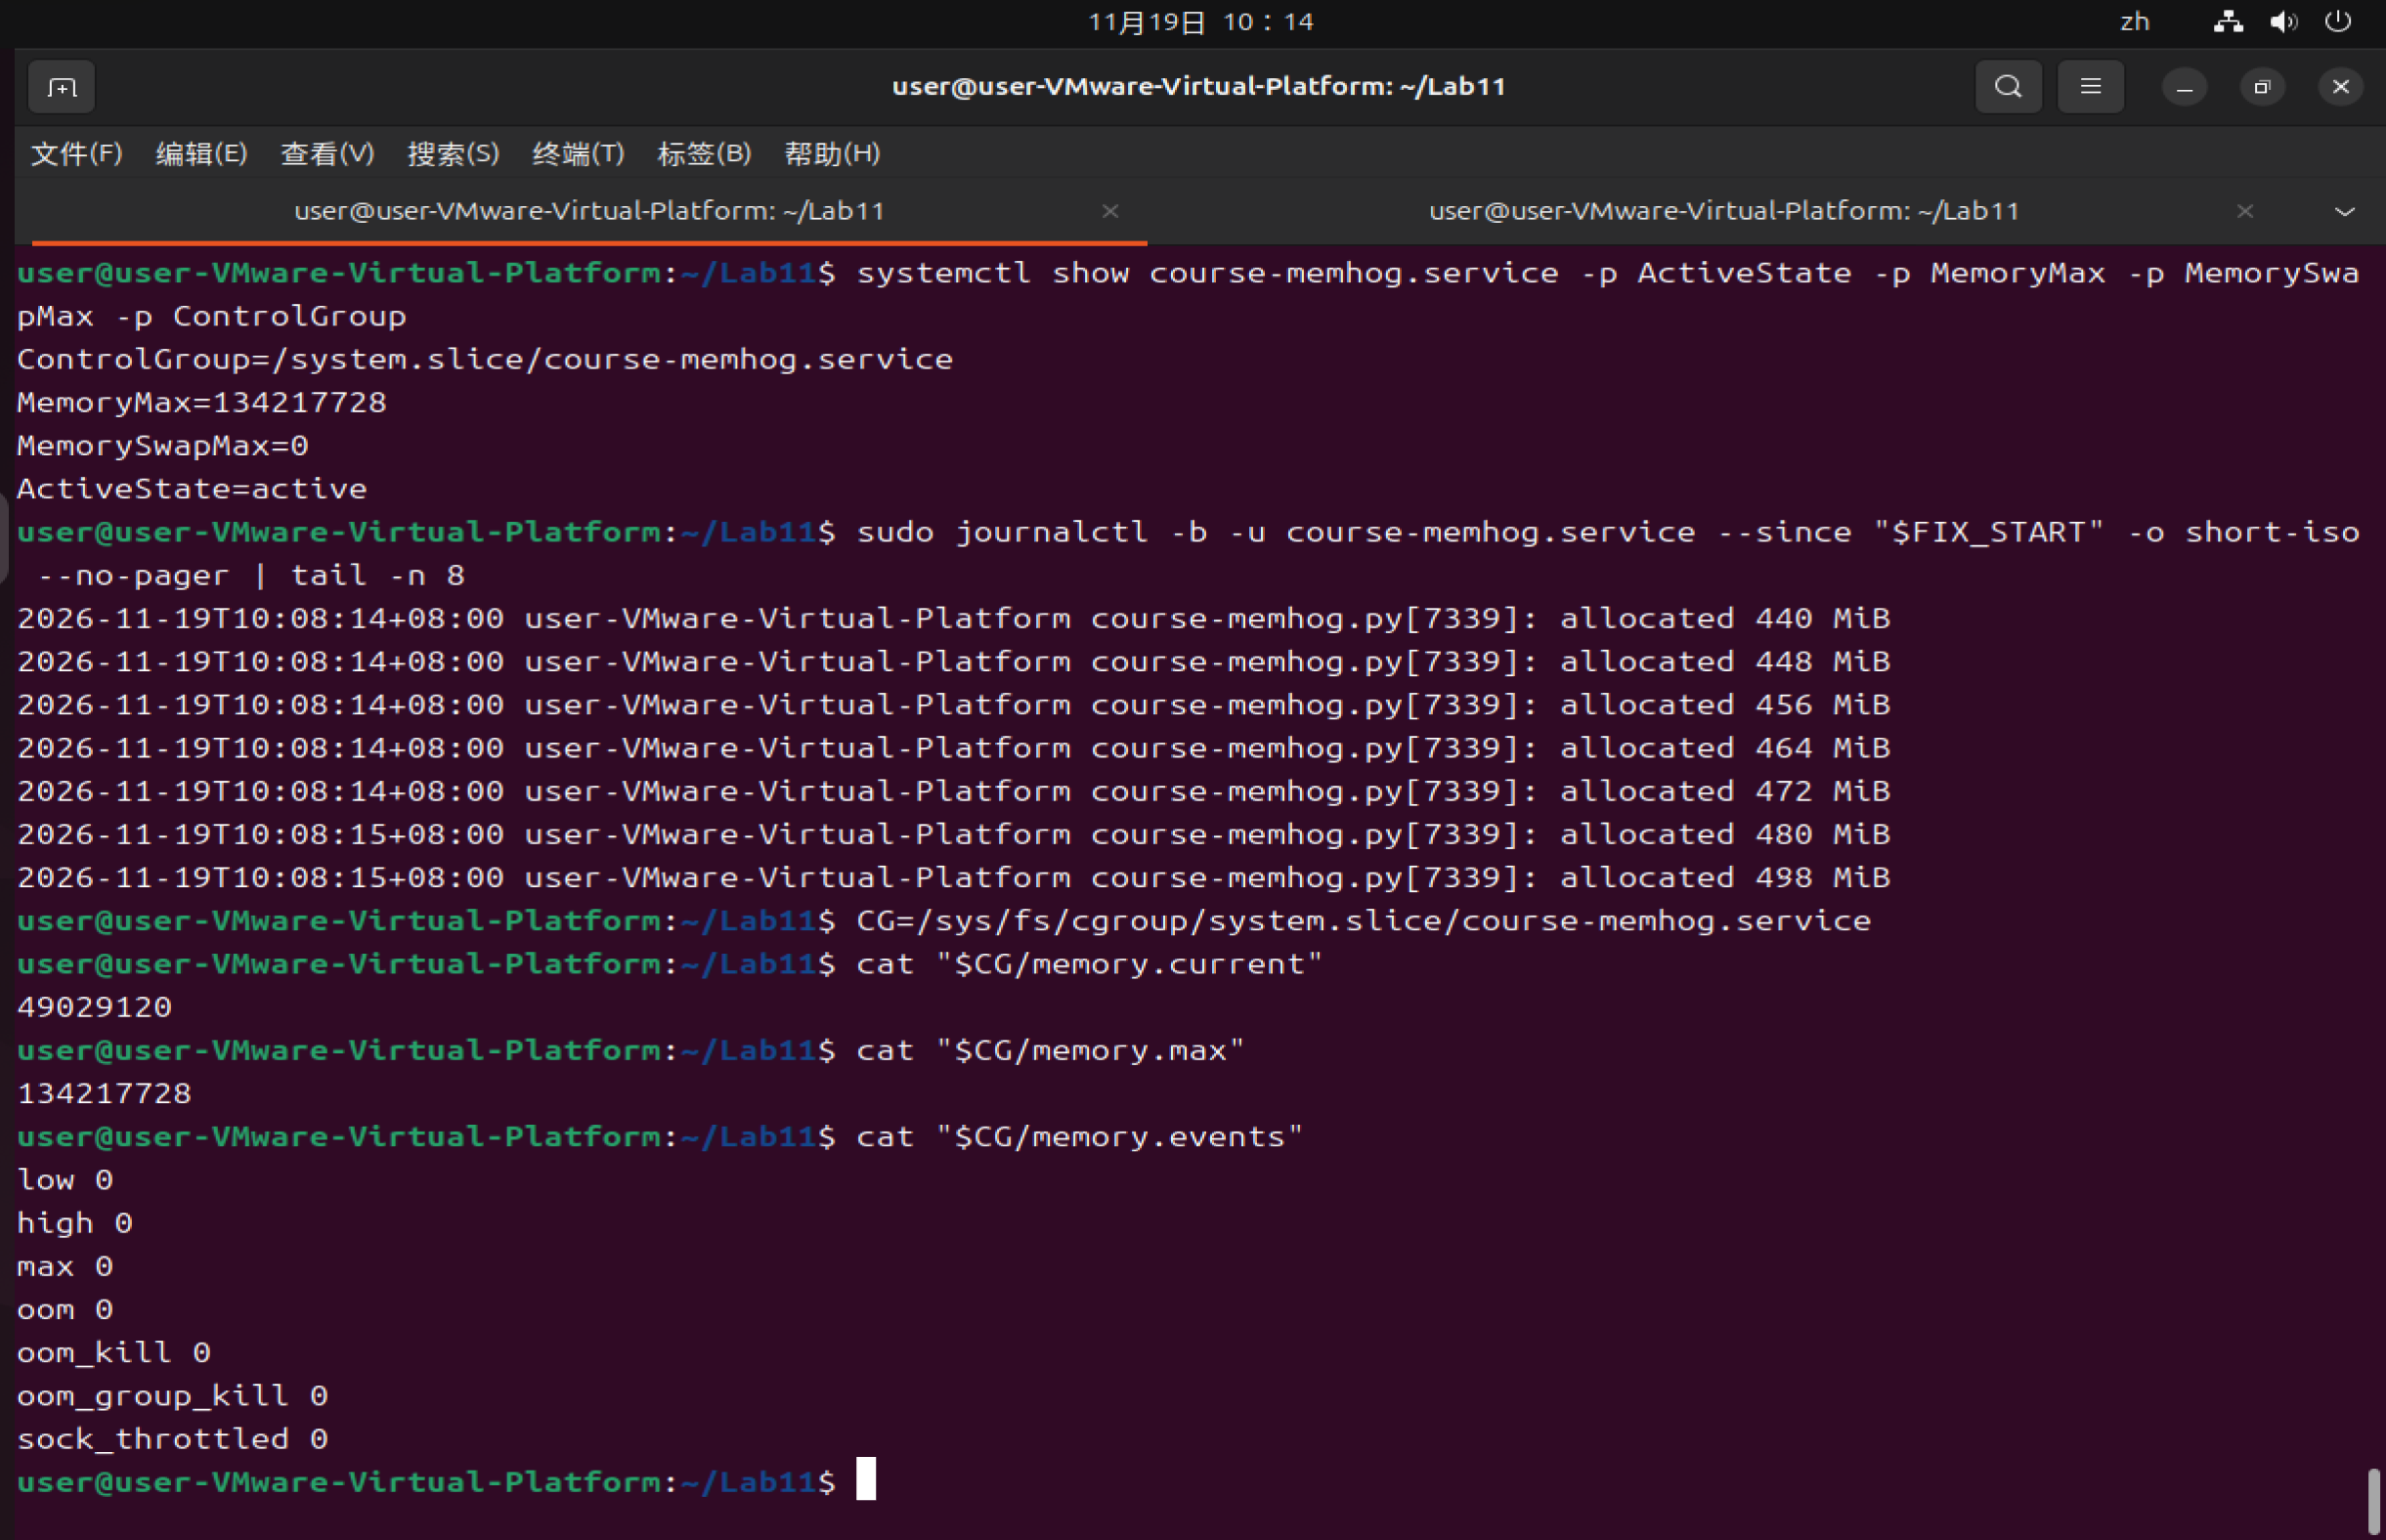 11月19日 10：14
zh
user@user-VMware-Virtual-Platform: ~/Lab11
文件(F) 编辑(E) 查看(V) 搜索(S) 终端(T) 标签(B) 帮助(H)
user@user-VMware-Virtual-Platform: ~/Lab11
user@user-VMware-Virtual-Platform: ~/Lab11
user@user-VMware-Virtual-Platform:~/Lab11$ systemctl show course-memhog.service -p ActiveState -p MemoryMax -p MemorySwa
pMax -p ControlGroup
ControlGroup=/system.slice/course-memhog.service
MemoryMax=134217728
MemorySwapMax=0
ActiveState=active
user@user-VMware-Virtual-Platform:~/Lab11$ sudo journalctl -b -u course-memhog.service --since "$FIX_START" -o short-iso
 --no-pager | tail -n 8
2026-11-19T10:08:14+08:00 user-VMware-Virtual-Platform course-memhog.py[7339]: allocated 440 MiB
2026-11-19T10:08:14+08:00 user-VMware-Virtual-Platform course-memhog.py[7339]: allocated 448 MiB
2026-11-19T10:08:14+08:00 user-VMware-Virtual-Platform course-memhog.py[7339]: allocated 456 MiB
2026-11-19T10:08:14+08:00 user-VMware-Virtual-Platform course-memhog.py[7339]: allocated 464 MiB
2026-11-19T10:08:14+08:00 user-VMware-Virtual-Platform course-memhog.py[7339]: allocated 472 MiB
2026-11-19T10:08:15+08:00 user-VMware-Virtual-Platform course-memhog.py[7339]: allocated 480 MiB
2026-11-19T10:08:15+08:00 user-VMware-Virtual-Platform course-memhog.py[7339]: allocated 498 MiB
user@user-VMware-Virtual-Platform:~/Lab11$ CG=/sys/fs/cgroup/system.slice/course-memhog.service
user@user-VMware-Virtual-Platform:~/Lab11$ cat "$CG/memory.current"
49029120
user@user-VMware-Virtual-Platform:~/Lab11$ cat "$CG/memory.max"
134217728
user@user-VMware-Virtual-Platform:~/Lab11$ cat "$CG/memory.events"
low 0
high 0
max 0
oom 0
oom_kill 0
oom_group_kill 0
sock_throttled 0
user@user-VMware-Virtual-Platform:~/Lab11$